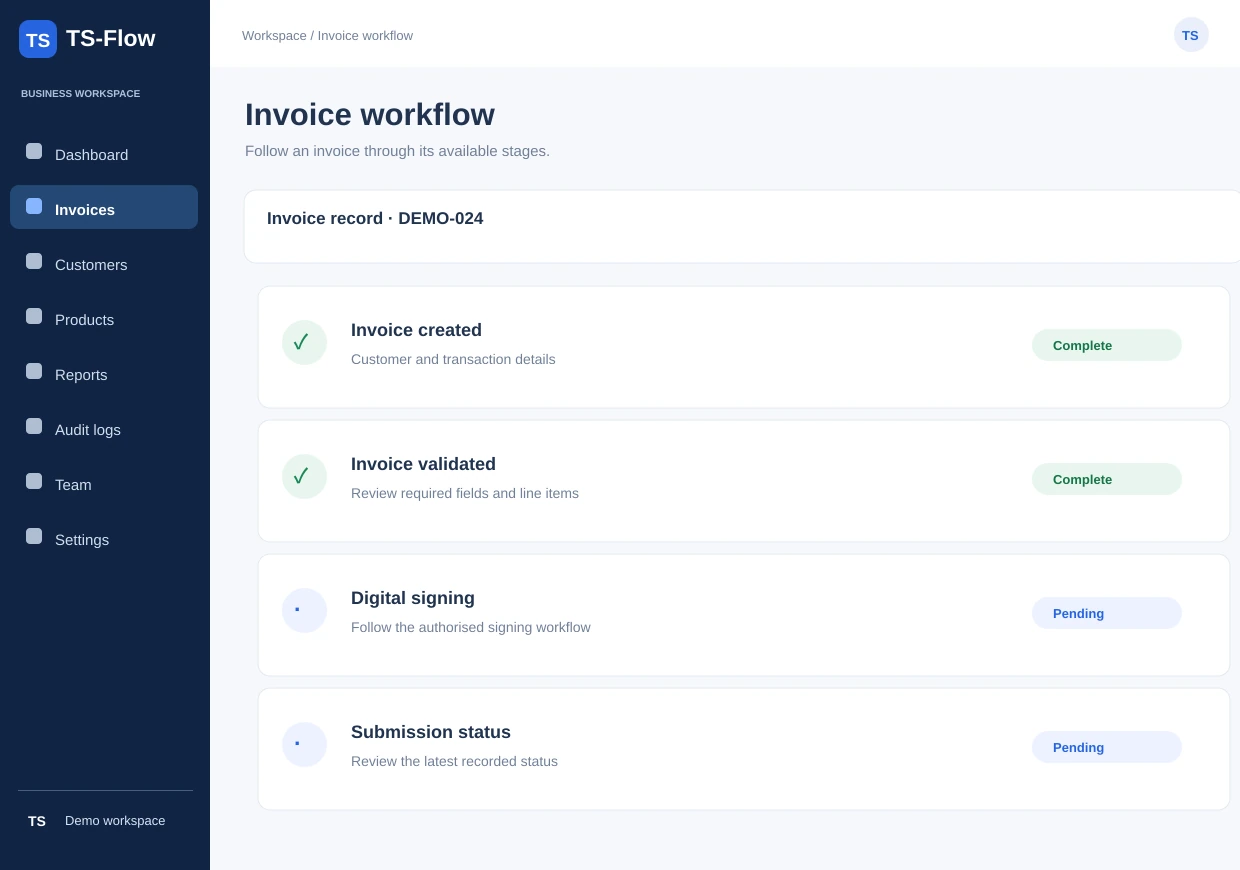 TS TS-Flow
BUSINESS WORKSPACE
Dashboard
Invoices
Customers
Products
Reports
Audit logs
Team
Settings
TS Demo workspace
Workspace / Invoice workflow
TS
Invoice workflow
Follow an invoice through its available stages.
Invoice record · DEMO-024
✓ Invoice created
Customer and transaction details
Complete
✓ Invoice validated
Review required fields and line items
Complete
· Digital signing
Follow the authorised signing workflow
Pending
· Submission status
Review the latest recorded status
Pending